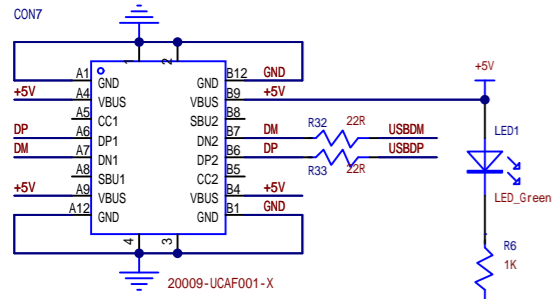 CON7
1 2
A1 GND GND B12 GND
+5V A4 VBUS VBUS B9 +5V
+5V
A5 CC1 SBU2 B8
DP A6 DP1 DN2 B7 DM R32 22R USBDM
DM A7 DN1 DP2 B6 DP R33 22R USBDP
LED1
A8 SBU1 CC2 B5
+5V A9 VBUS VBUS B4 +5V
LED_Green
A12 GND GND B1 GND
4 3
R6
1K
20009-UCAF001-X